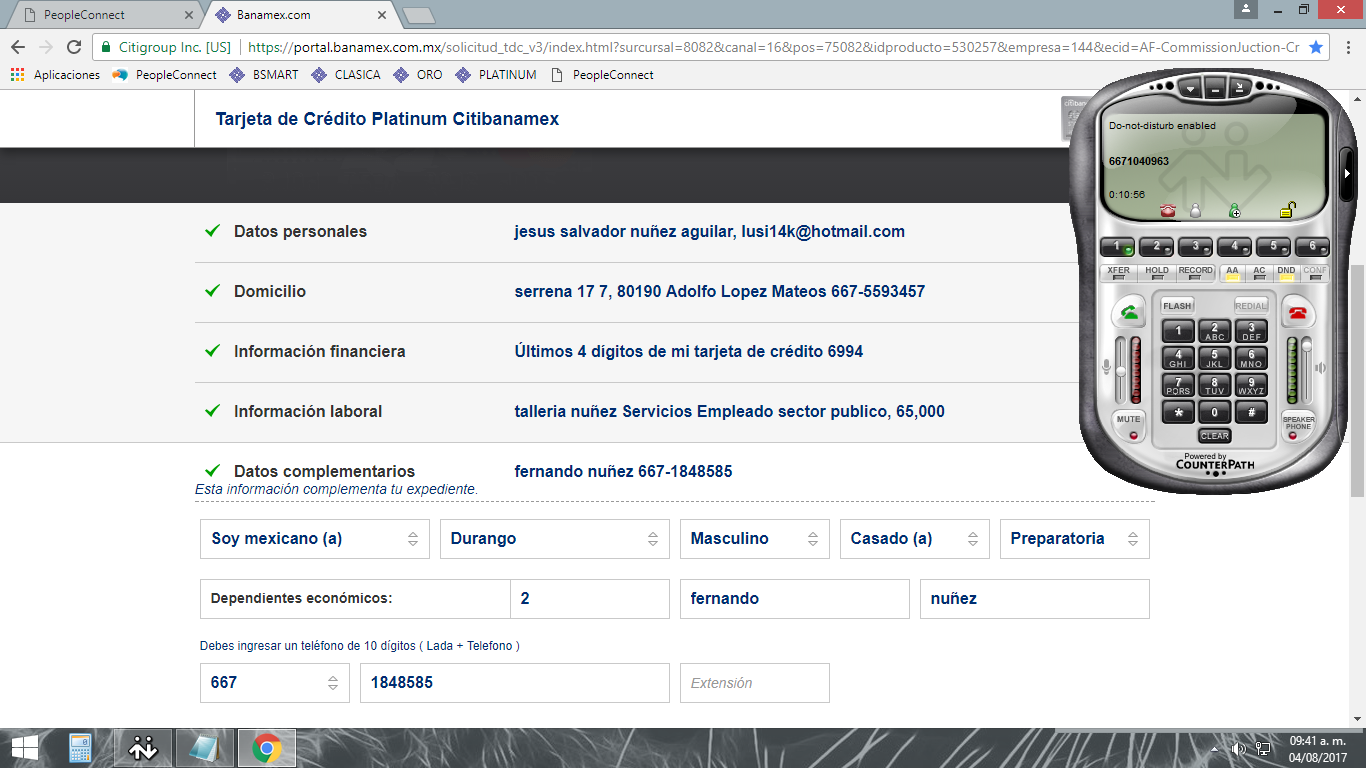 PeopleConnect
Banamex.com
Citigroup Inc. [US] https://portal.banamex.com.mx/solicitud_tdc_v3/index.html?sucursal=8082&canal=16&pos=75082&idproducto=530257&empresa=144&ecid=AF-CommissionJuction-Cr
Aplicaciones PeopleConnect BSMART CLASICA ORO PLATINUM PeopleConnect
Tarjeta de Crédito Platinum Citibanamex
Datos personales jesus salvador nuñez aguilar, lusi14k@hotmail.com
Domicilio serrena 17 7, 80190 Adolfo Lopez Mateos 667-5593457
Información financiera Últimos 4 dígitos de mi tarjeta de crédito 6994
Información laboral talleria nuñez Servicios Empleado sector publico, 65,000
Datos complementarios fernando nuñez 667-1848585
Esta información complementa tu expediente.
Soy mexicano (a) Durango Masculino Casado (a) Preparatoria
Dependientes económicos: 2 fernando nuñez
Debes ingresar un teléfono de 10 dígitos ( Lada + Telefono )
667 1848585 Extensión
Do-not-disturb enabled
6671040963
0:10:56
1 2 3 4 5 6
XFER HOLD RECORD AA AC DND CONF
FLASH REDIAL
1 2 ABC 3 DEF
4 GHI 5 JKL 6 MNO
7 PQRS 8 TUV 9 WXYZ
* 0 #
MUTE CLEAR SPEAKER PHONE
Powered by
COUNTERPATH
09:41 a. m.
04/08/2017